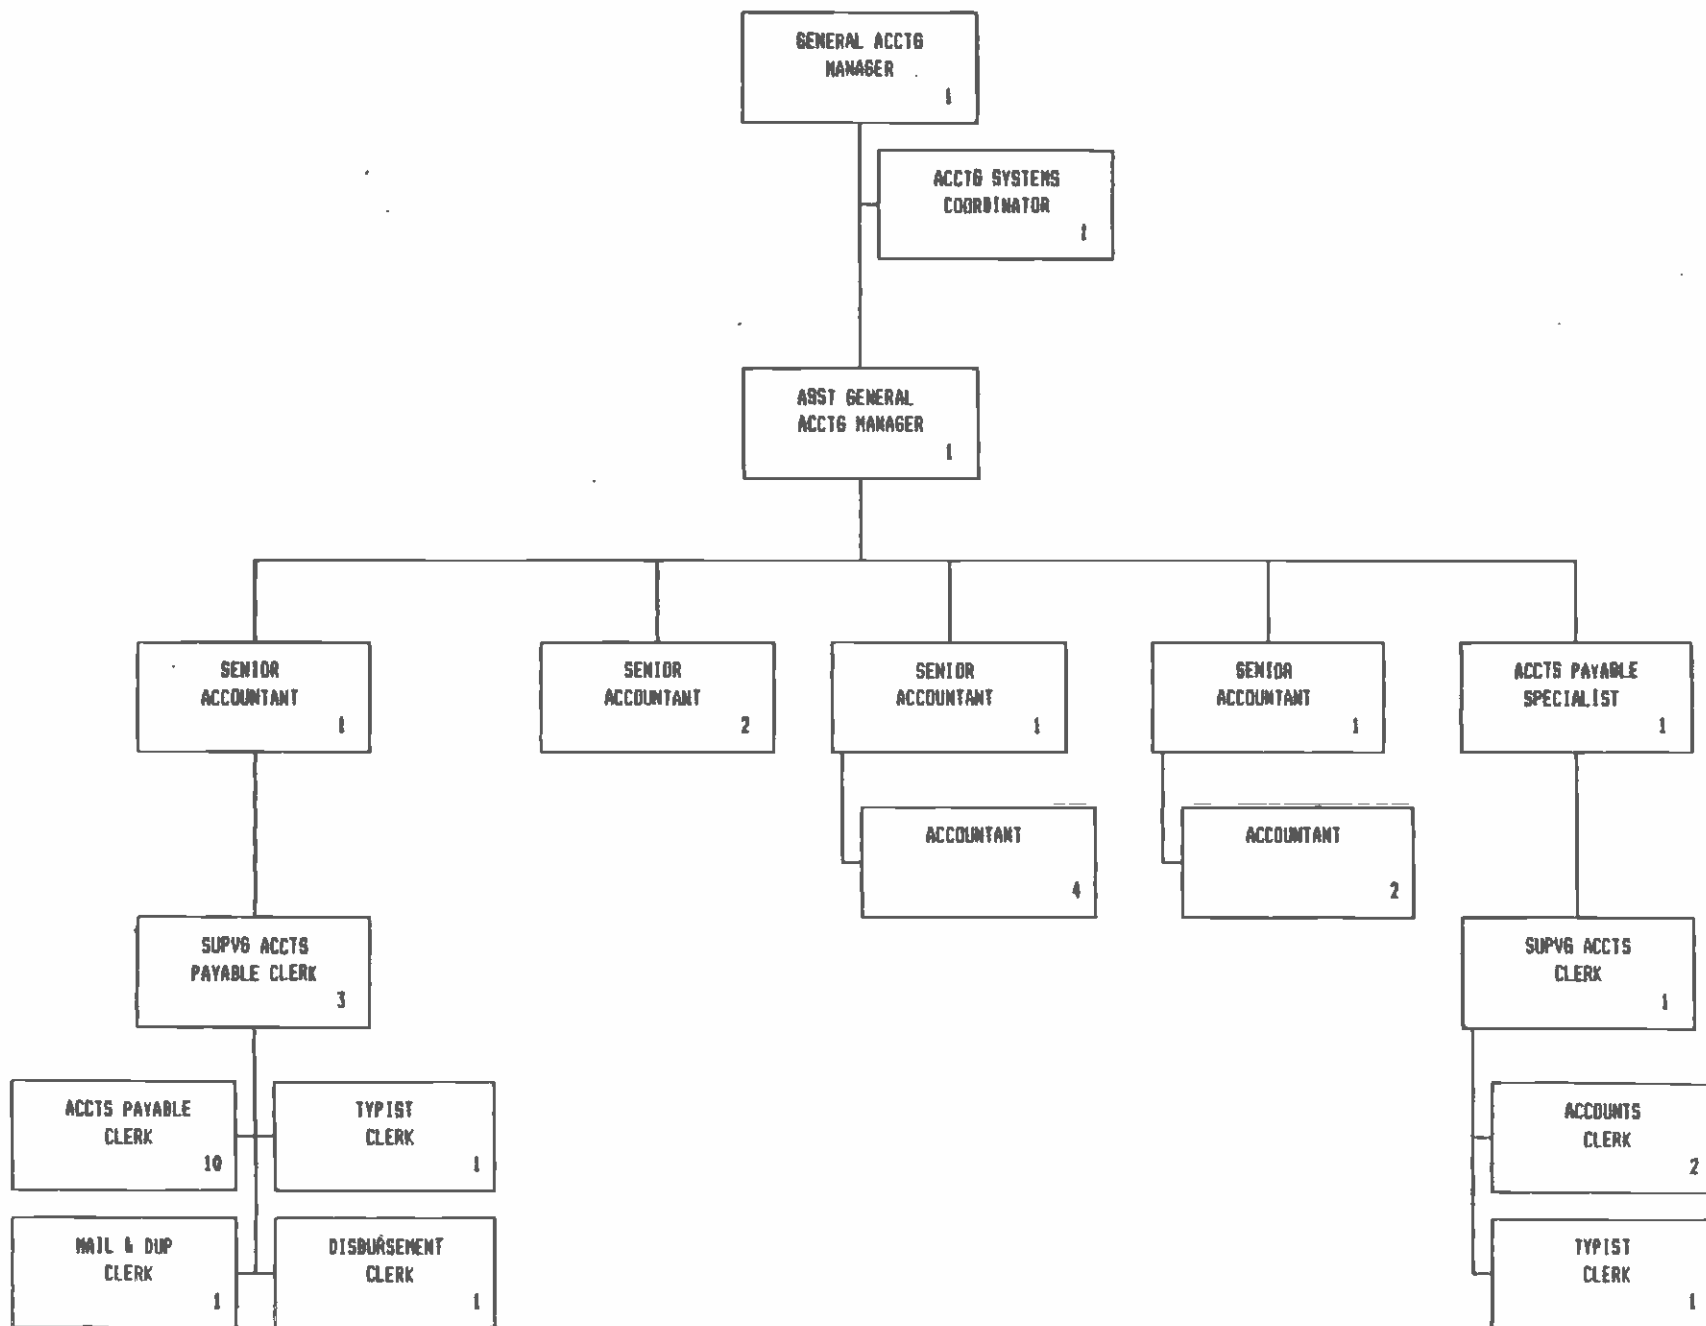 GENERAL ACCTG
MANAGER
1
ACCTG SYSTEMS
COORDINATOR
1
ASST GENERAL
ACCTG MANAGER
1
SENIOR
ACCOUNTANT
1
SENIOR
ACCOUNTANT
2
SENIOR
ACCOUNTANT
1
SENIOR
ACCOUNTANT
1
ACCTS PAYABLE
SPECIALIST
1
ACCOUNTANT
4
ACCOUNTANT
2
SUPVG ACCTS
PAYABLE CLERK
3
SUPVG ACCTS
CLERK
1
ACCTS PAYABLE
CLERK
10
TYPIST
CLERK
1
ACCOUNTS
CLERK
2
MAIL & DUP
CLERK
1
DISBURSEMENT
CLERK
1
TYPIST
CLERK
1